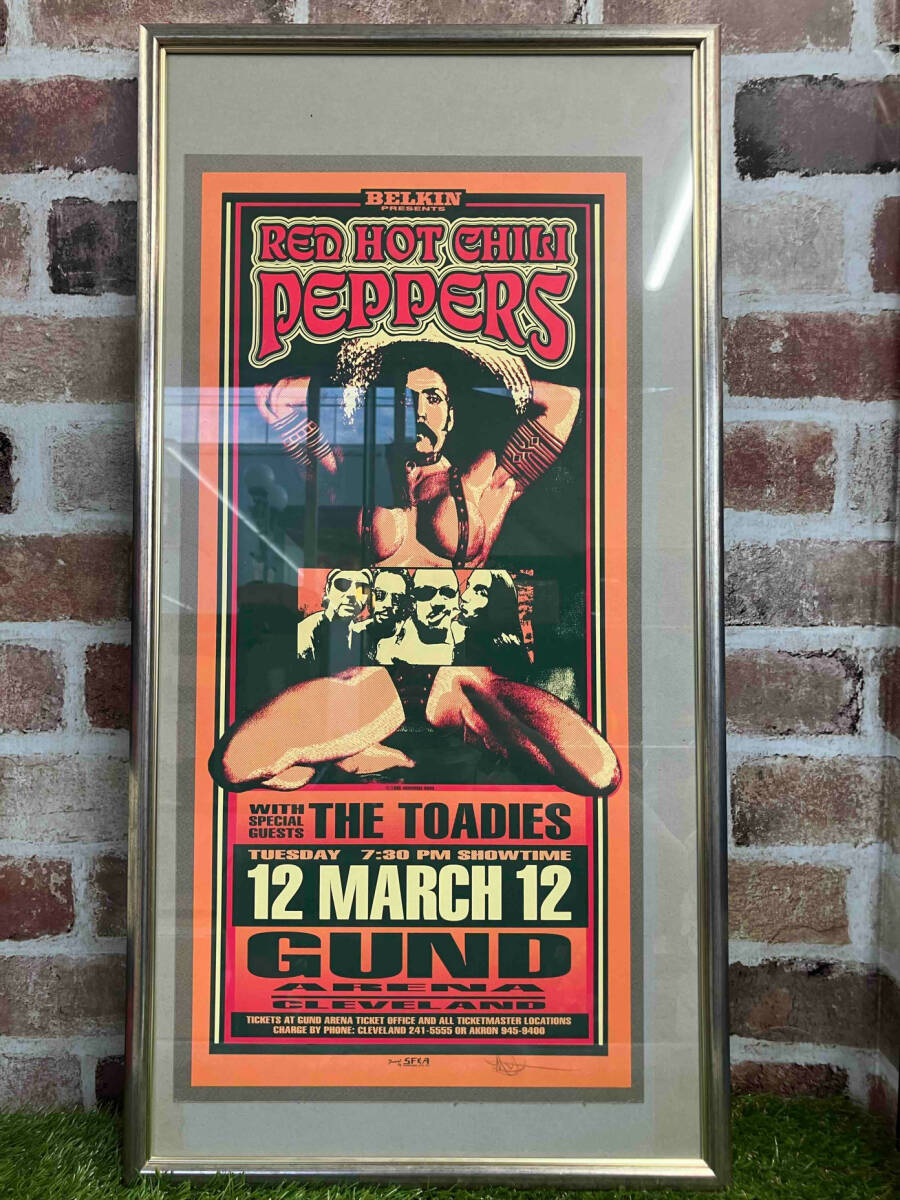 BELKIN
PRESENTS
RED HOT CHILI
PEPPERS
WITH SPECIAL GUESTS THE TOADIES
TUESDAY 7:30 PM SHOWTIME
12 MARCH 12
GUND
ARENA
CLEVELAND
TICKETS AT GUND ARENA TICKET OFFICE AND ALL TICKETMASTER LOCATIONS
CHARGE BY PHONE: CLEVELAND 241-5555 OR AKRON 945-9400